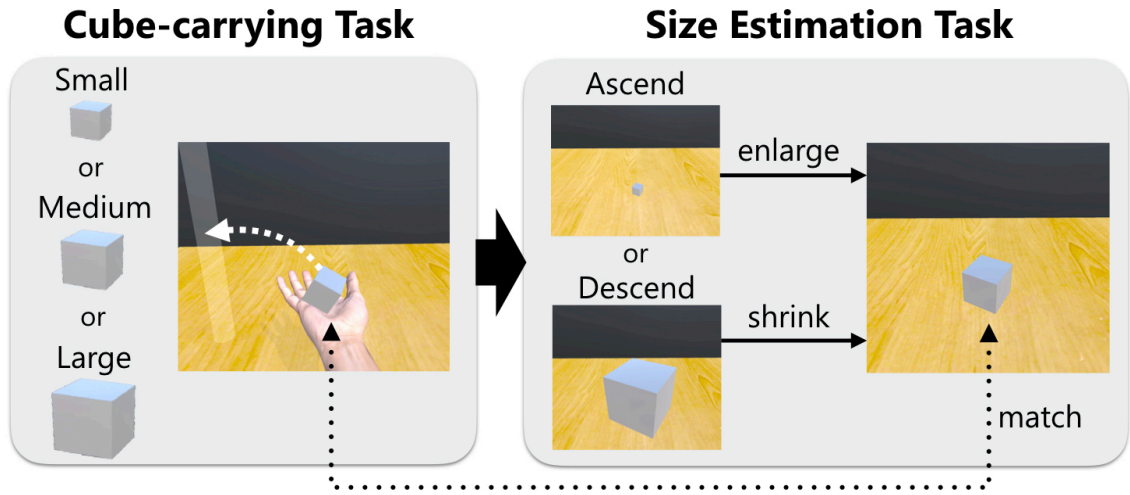 Cube-carrying Task
Small
or
Medium
or
Large
Size Estimation Task
Ascend
or
Descend
enlarge
shrink
match